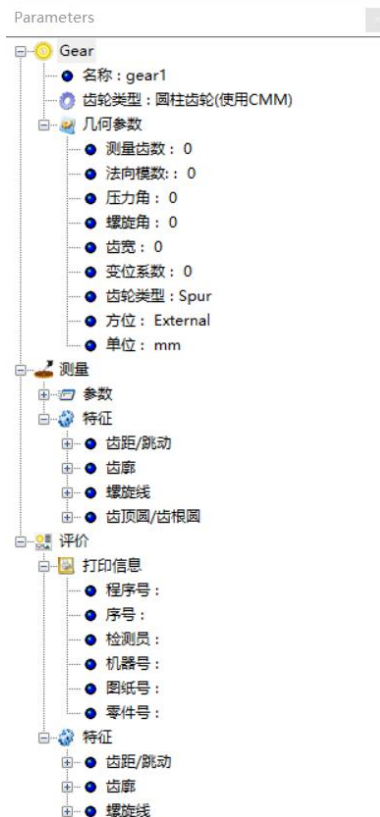 Parameters
Gear
名称：gear1
齿轮类型：圆柱齿轮(使用CMM)
几何参数
测量齿数： 0
法向模数:： 0
压力角： 0
螺旋角： 0
齿宽： 0
变位系数： 0
齿轮类型：Spur
方位： External
单位： mm
测量
参数
特征
齿距/跳动
齿廓
螺旋线
齿顶圆/齿根圆
评价
打印信息
程序号：
序号：
检测员：
机器号：
图纸号：
零件号：
特征
齿距/跳动
齿廓
螺旋线